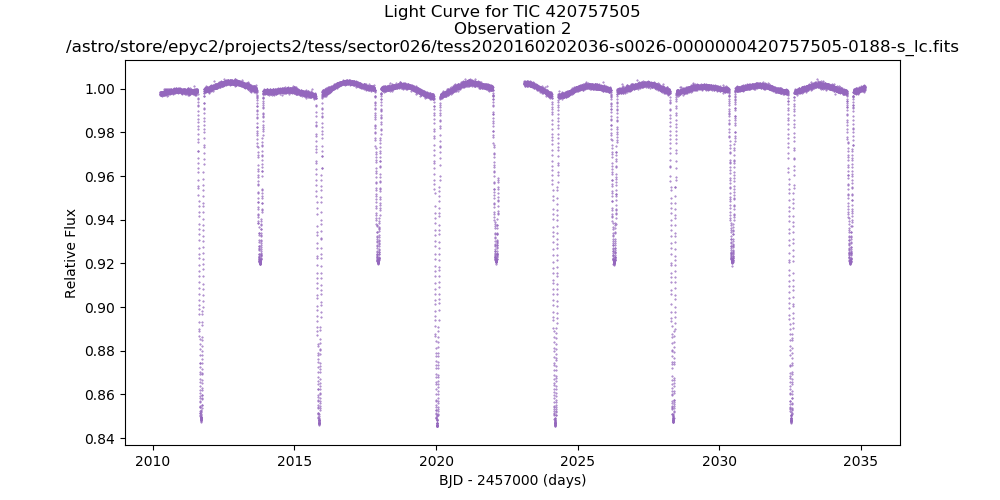 Light Curve for TIC 420757505
Observation 2
/astro/store/epyc2/projects2/tess/sector026/tess2020160202036-s0026-0000000420757505-0188-s_lc.fits
1.00
0.98
0.96
0.94
0.92
0.90
0.88
0.86
0.84
Relative Flux
2010 2015 2020 2025 2030 2035
BJD - 2457000 (days)